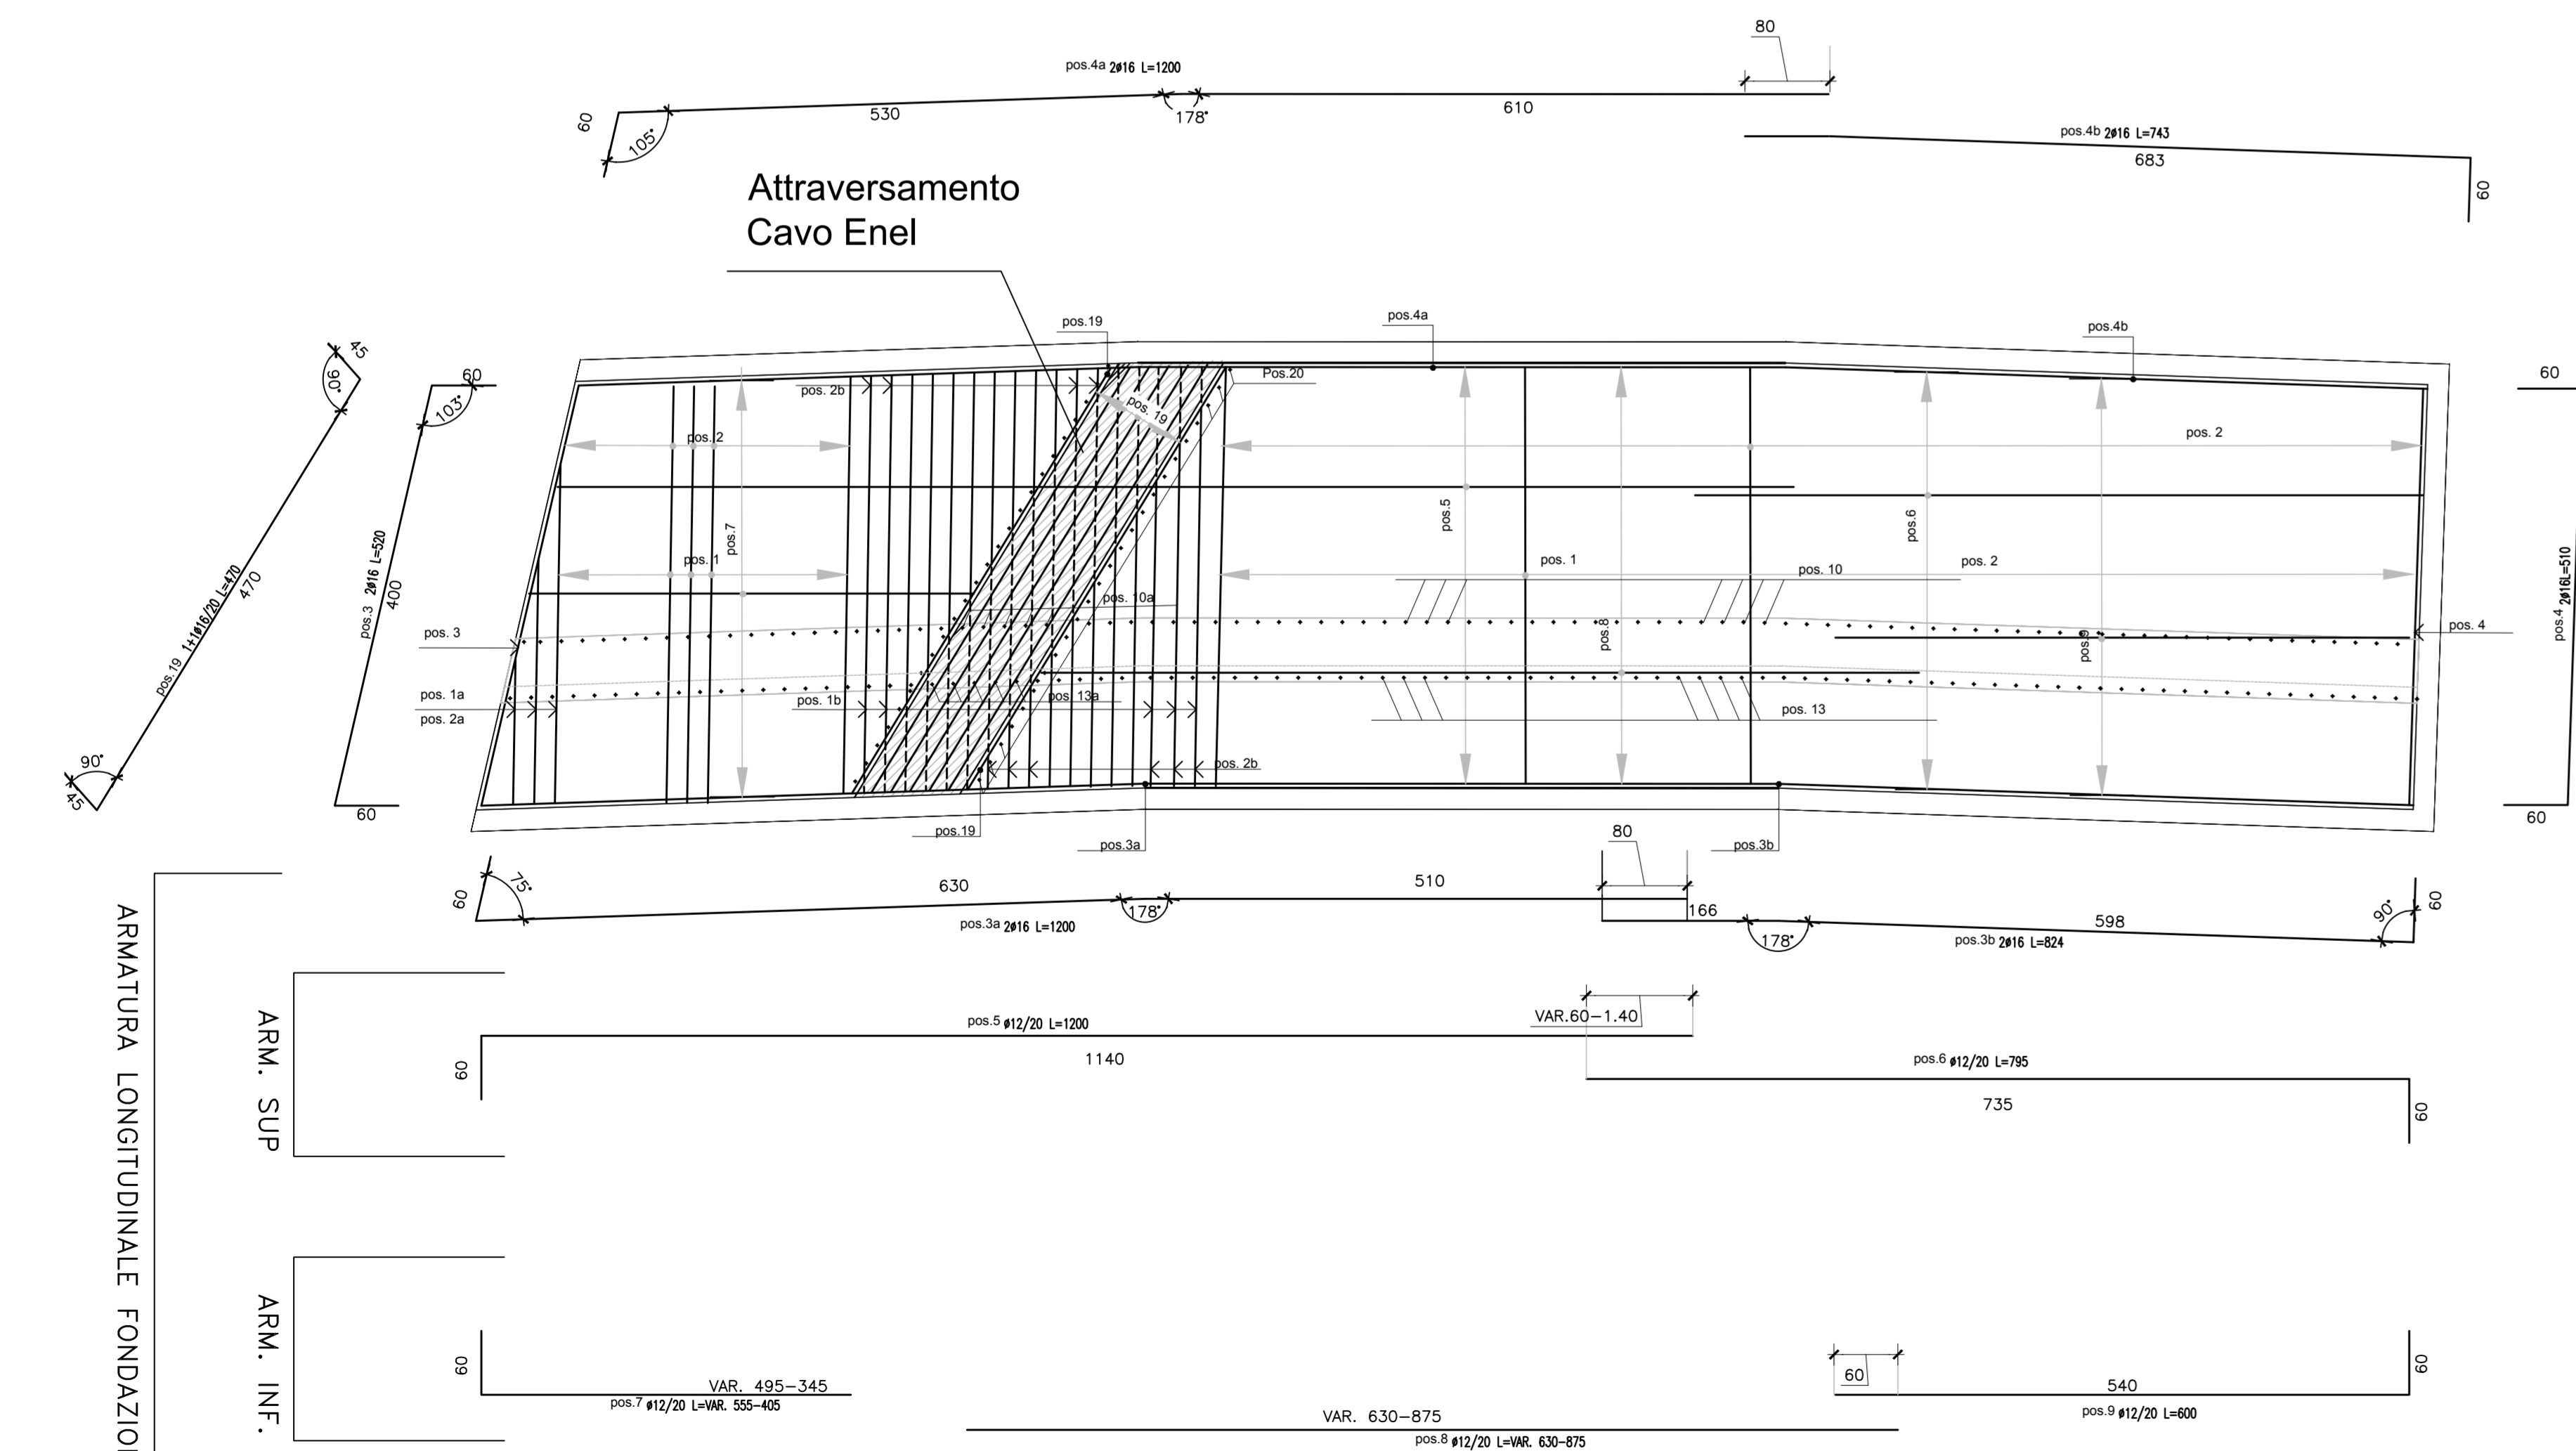 80
pos.4a 2ø16 L=1200
60
105°
530
178°
610
pos.4b 2ø16 L=743
683
60
Attraversamento
Cavo Enel
pos.19
pos.4a
pos.4b
45
90°
60
103°
pos. 2b
Pos.20
pos. 19
60
pos. 2
pos. 2
pos.7
pos.5
pos.6
pos. 1
pos. 1
pos. 2
pos. 10
pos. 10a
pos.19 1+1ø16/20 L=470
470
pos.3 2ø16 L=520
400
pos. 3
pos.8
pos.9
pos. 4
pos.4 2ø16L=510
pos. 1a
pos. 2a
pos. 1b
pos. 13a
pos. 13
90°
45
60
pos. 2b
60
pos.19
pos.3a
80
pos.3b
60
75°
630
178°
510
166
178°
598
90°
60
pos.3a 2ø16 L=1200
pos.3b 2ø16 L=824
ARMATURA LONGITUDINALE
ARM. SUP
pos.5 ø12/20 L=1200
VAR.60-1.40
60
1140
pos.6 ø12/20 L=795
735
60
ARM. INF.
60
VAR. 495-345
pos.7 ø12/20 L=VAR. 555-405
VAR. 630-875
pos.8 ø12/20 L=VAR. 630-875
60
540
60
pos.9 ø12/20 L=600